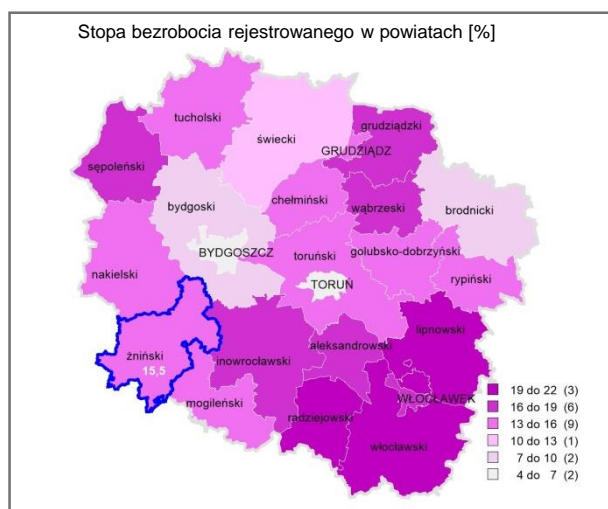 Stopa bezrobocia rejestrowanego w powiatach [%]
tucholski
świecki
grudziądzki
GRUDZIĄDZ
sępoleński
chełmiński
wąbrzeski
brodnicki
bydgoski
BYDGOSZCZ
toruński
golubsko-dobrzyński
nakielski
TORUŃ
rypiński
lipnowski
żniński
15,5
inowrocławski
aleksandrowski
WŁOCŁAWEK
mogileński
radziejowski
włocławski
19 do 22 (3)
16 do 19 (6)
13 do 16 (9)
10 do 13 (1)
7 do 10 (2)
4 do 7 (2)